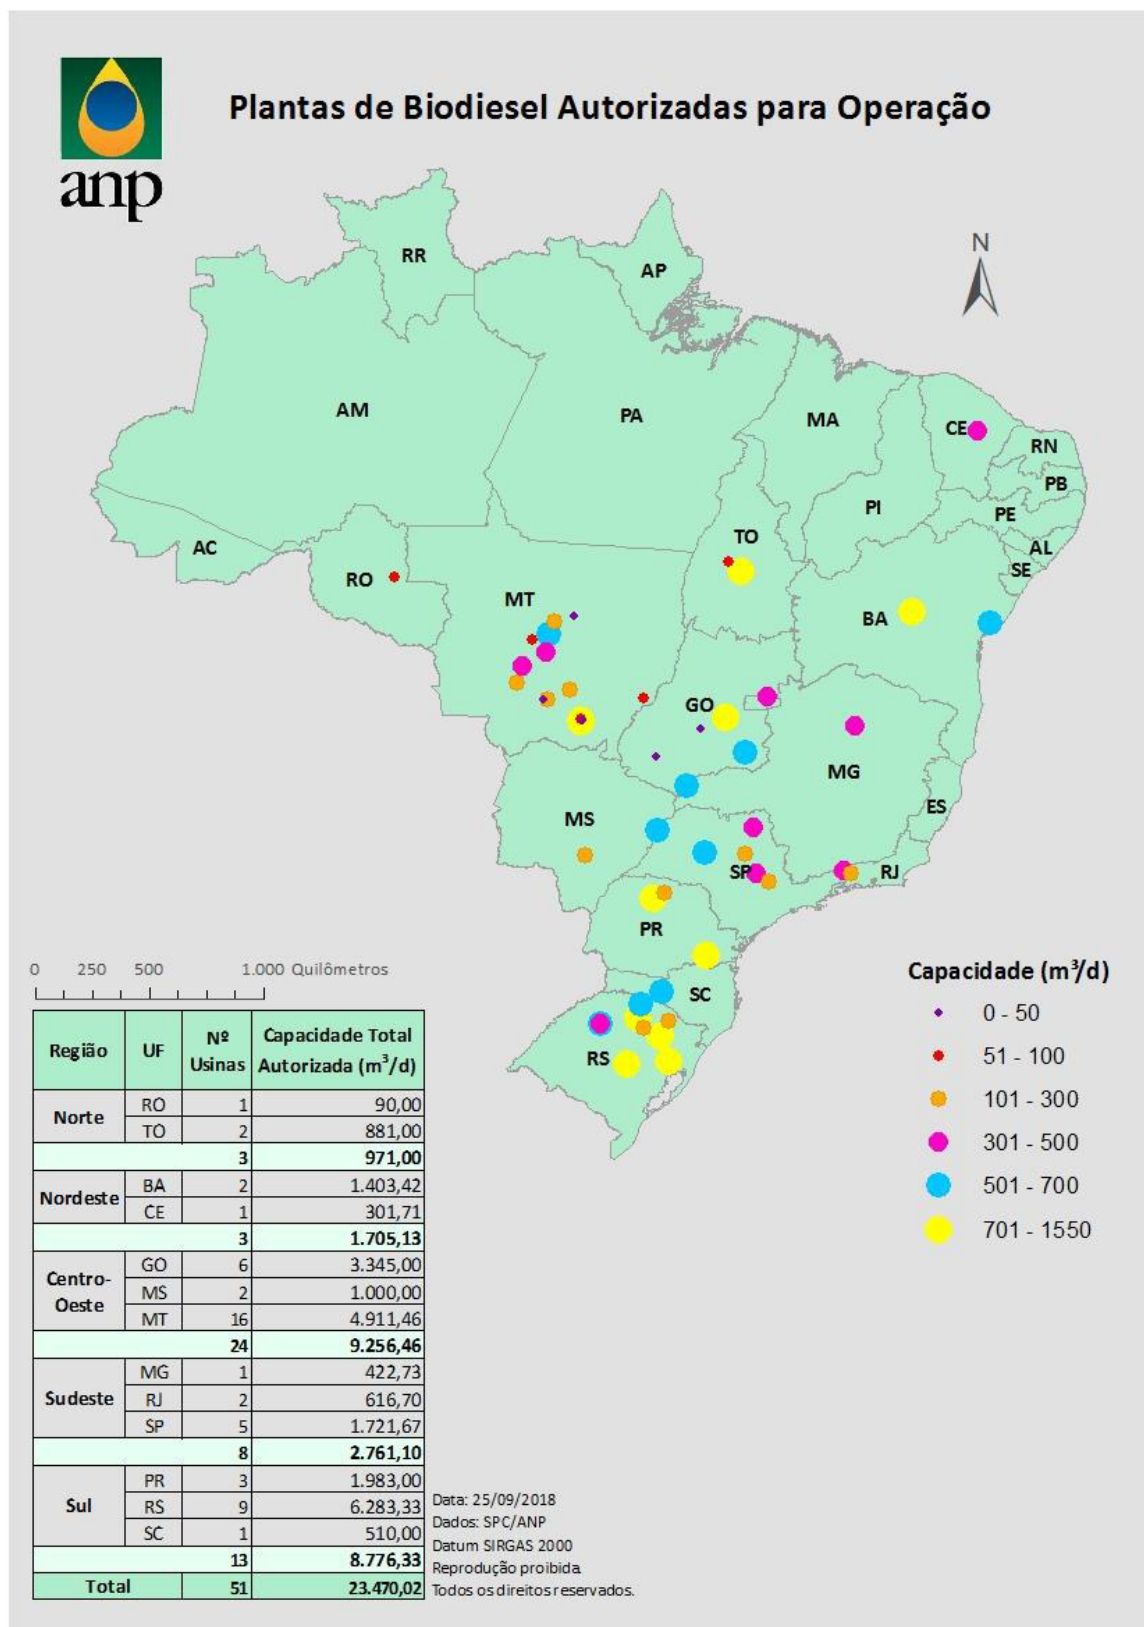 anp
Plantas de Biodiesel Autorizadas para Operação
N
RR
AP
AM
PA
MA
CE
RN
PB
PE
PI
AL
SE
AC
RO
TO
MT
BA
GO
MG
ES
MS
SP
RJ
PR
SC
RS
0 250 500 1.000 Quilômetros
Capacidade (m³/d)
0 - 50
51 - 100
101 - 300
301 - 500
501 - 700
701 - 1550
Região UF Nº Usinas Capacidade Total Autorizada (m³/d)
Norte RO 1 90,00
TO 2 881,00
3 971,00
Nordeste BA 2 1.403,42
CE 1 301,71
3 1.705,13
Centro-Oeste GO 6 3.345,00
MS 2 1.000,00
MT 16 4.911,46
24 9.256,46
Sudeste MG 1 422,73
RJ 2 616,70
SP 5 1.721,67
8 2.761,10
Sul PR 3 1.983,00
RS 9 6.283,33
SC 1 510,00
13 8.776,33
Total 51 23.470,02
Data: 25/09/2018
Dados: SPC/ANP
Datum SIRGAS 2000
Reprodução proibida.
Todos os direitos reservados.